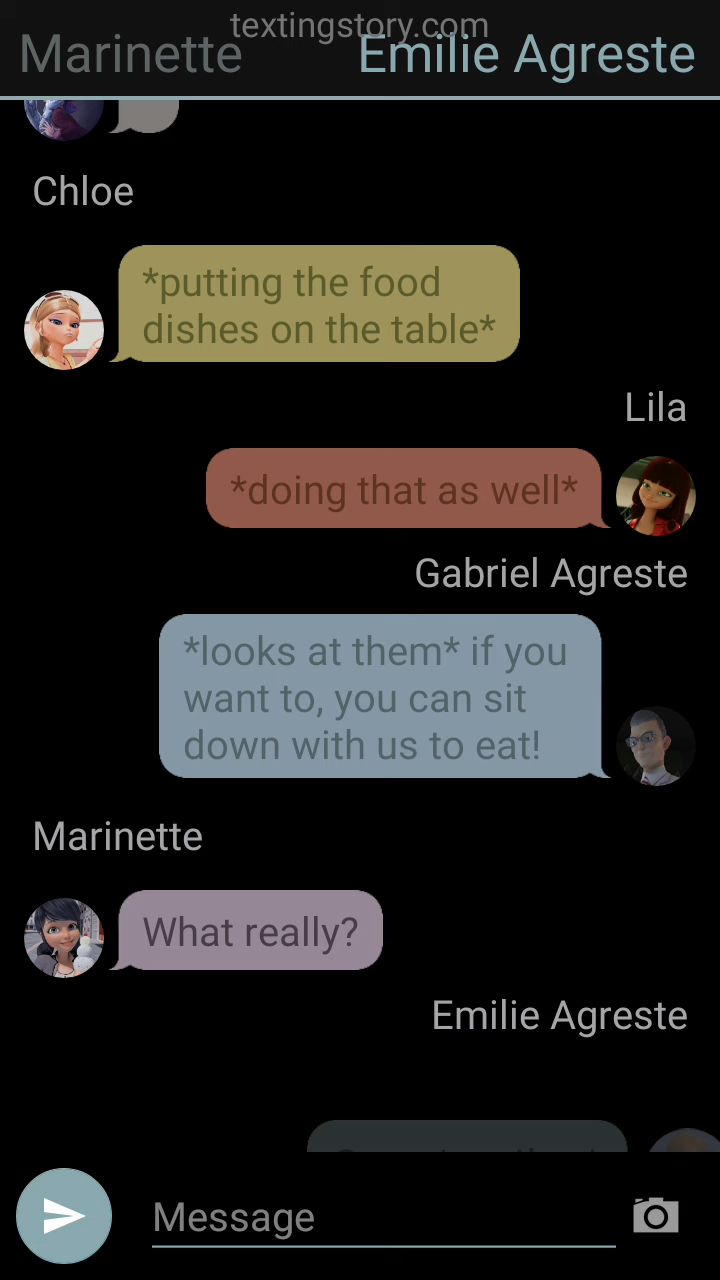 textingstory.com
Marinette
Emilie Agreste
Chloe
*putting the food
dishes on the table*
Lila
*doing that as well*
Gabriel Agreste
*looks at them* if you
want to, you can sit
down with us to eat!
Marinette
What really?
Emilie Agreste
Message